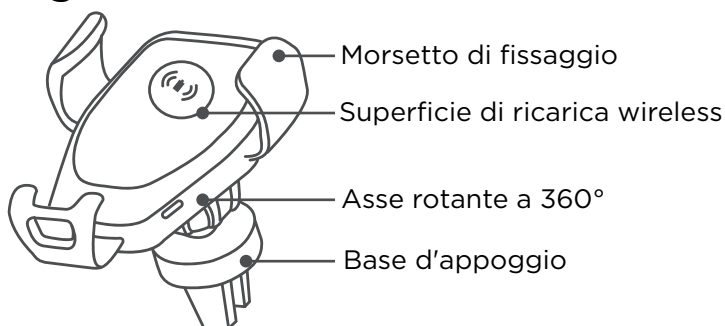 Morsetto di fissaggio
Superficie di ricarica wireless
Asse rotante a 360°
Base d'appoggio